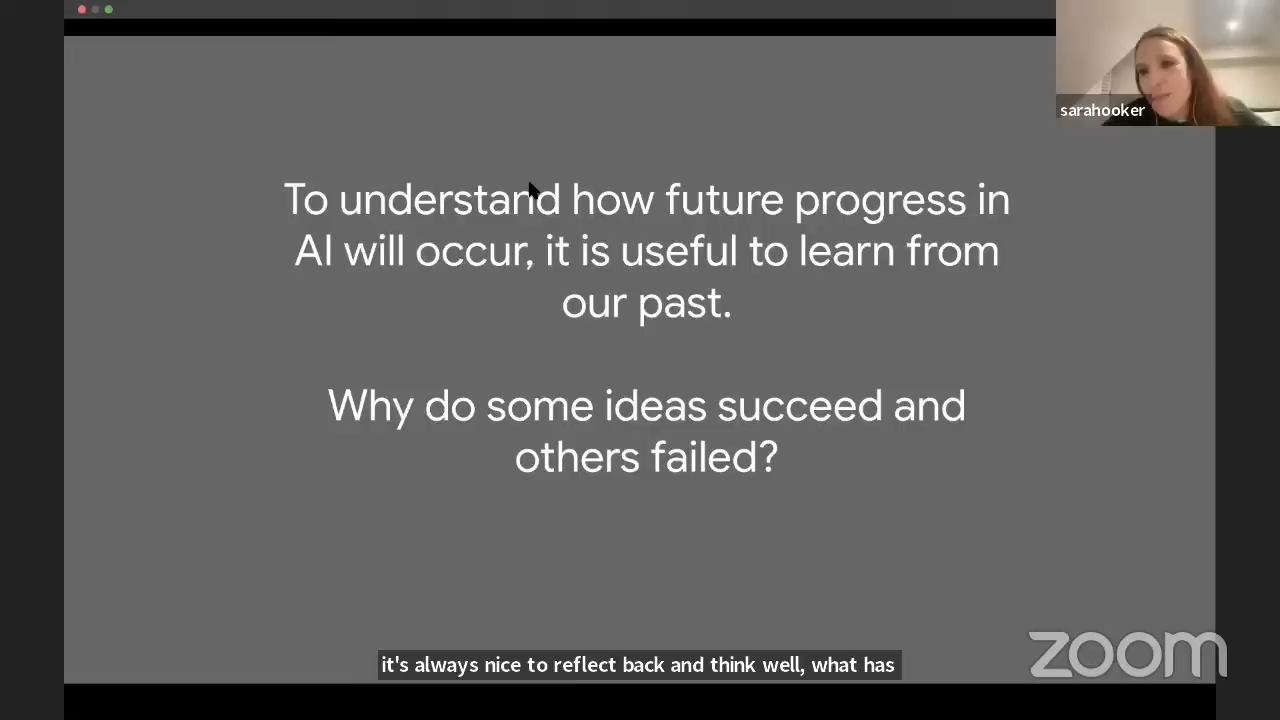 sarahooker
To understand how future progress in
AI will occur, it is useful to learn from
our past.
Why do some ideas succeed and
others failed?
it's always nice to reflect back and think well, what has
zoom